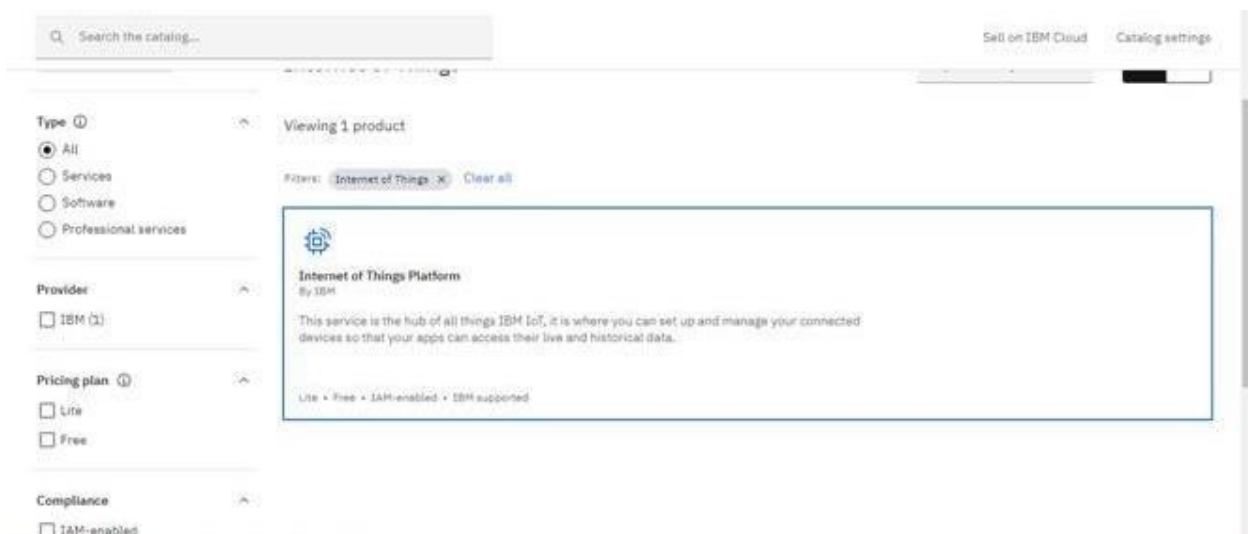 Search the catalog...
Sell on IBM Cloud
Catalog settings
Type
All
Services
Software
Professional services
Provider
IBM (1)
Pricing plan
Lite
Free
Compliance
IAM-enabled
Internet of Things
Viewing 1 product
Filters: Internet of Things × Clear all
Internet of Things Platform
By IBM
This service is the hub of all things IBM IoT, it is where you can set up and manage your connected
devices so that your apps can access their live and historical data.
Lite • Free • IAM-enabled • IBM supported